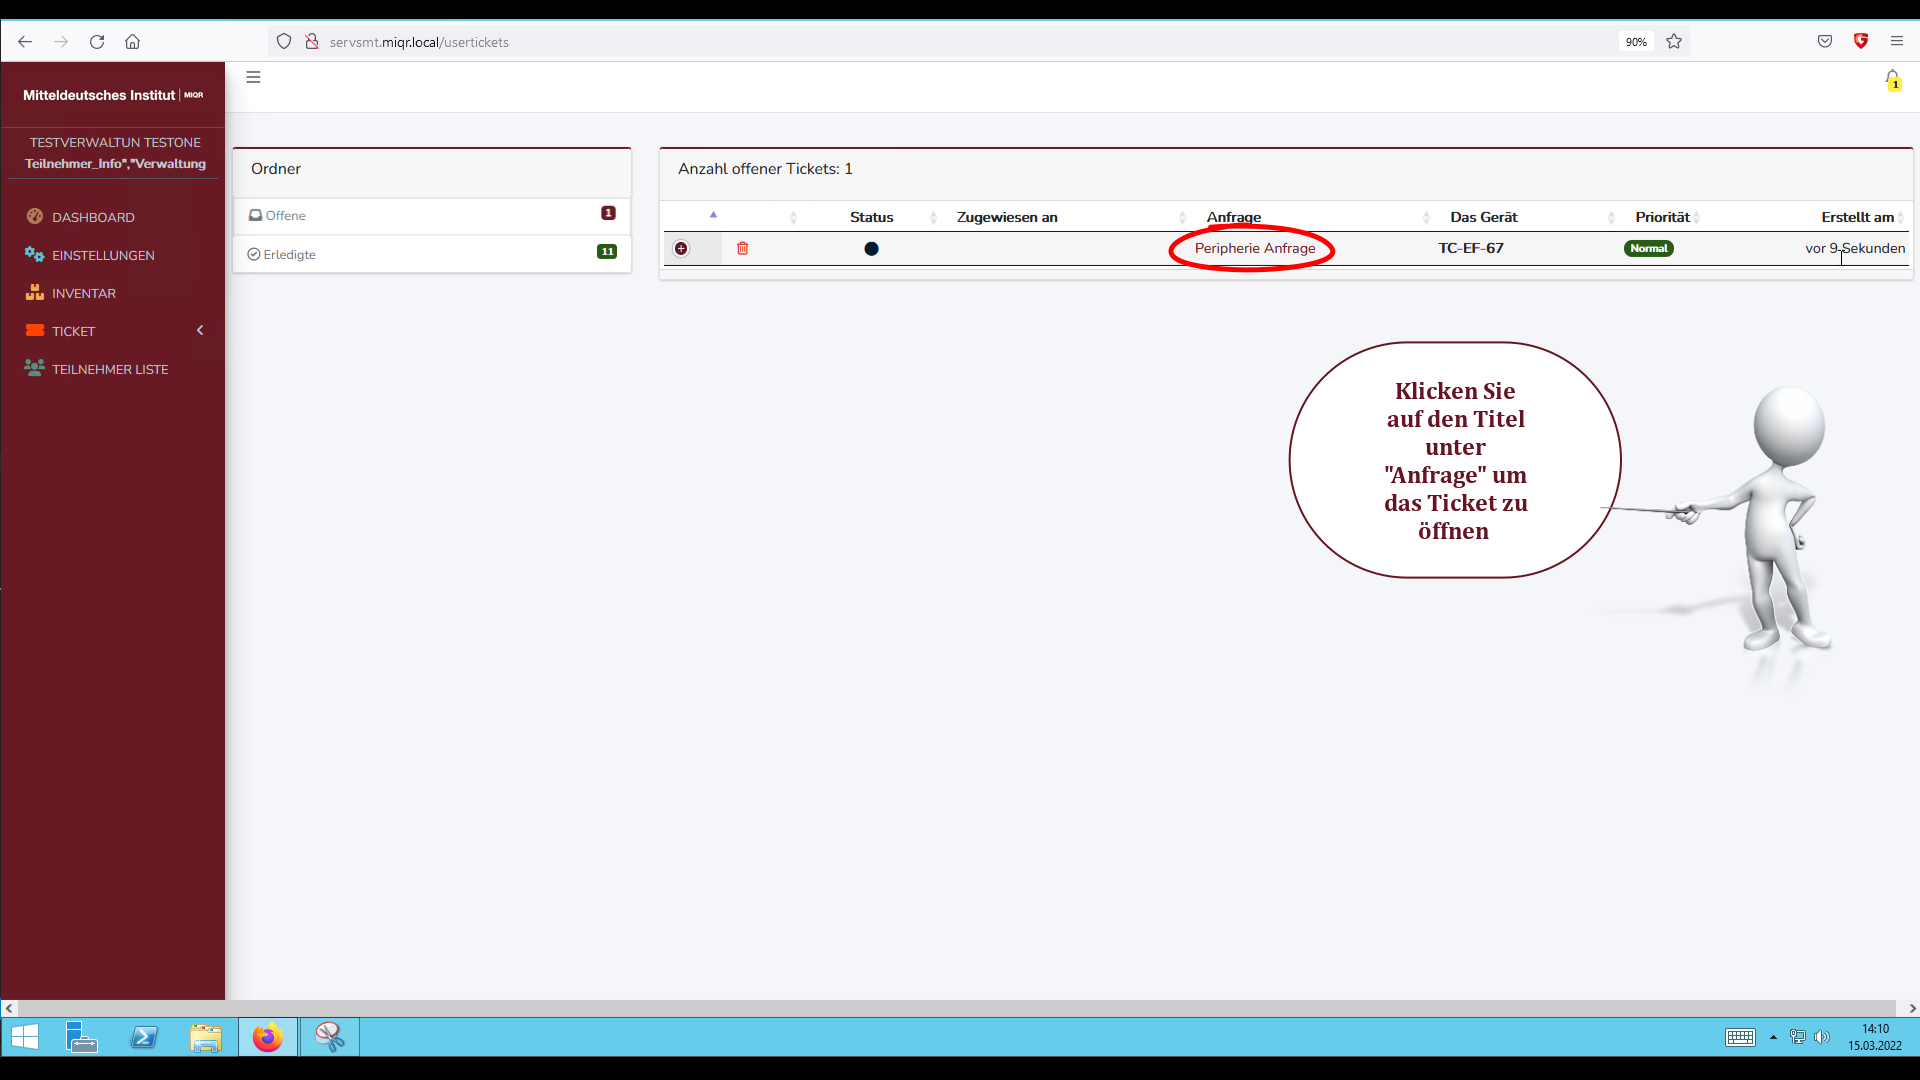 servsmt.miqr.local/usertickets
90%
Mitteldeutsches Institut | MIQR
1
TESTVERWALTUN TESTONE
Teilnehmer_Info","Verwaltung
DASHBOARD
EINSTELLUNGEN
INVENTAR
TICKET
TEILNEHMER LISTE
Ordner
Offene 1
Erledigte 11
Anzahl offener Tickets: 1
Status Zugewiesen an Anfrage Das Gerät Priorität Erstellt am
Peripherie Anfrage TC-EF-67 Normal vor 9 Sekunden
Klicken Sie
auf den Titel
unter
"Anfrage" um
das Ticket zu
öffnen
14:10
15.03.2022